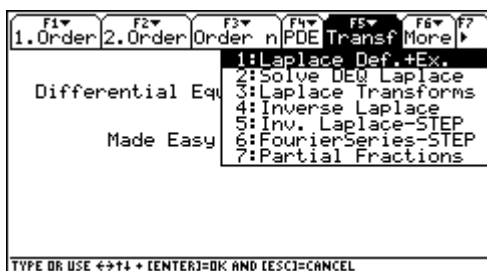 F1▾ F2▾ F3▾ F4▾ F5▾ F6▾ F7
1.Order 2.Order Order n PDE Transf More ▸
1:Laplace Def.+Ex.
2:Solve DEQ Laplace
3:Laplace Transforms
4:Inverse Laplace
5:Inv. Laplace-STEP
6:FourierSeries-STEP
7:Partial Fractions
Differential Equ
Made Easy
TYPE OR USE ←→↑↓ + [ENTER]=OK AND [ESC]=CANCEL